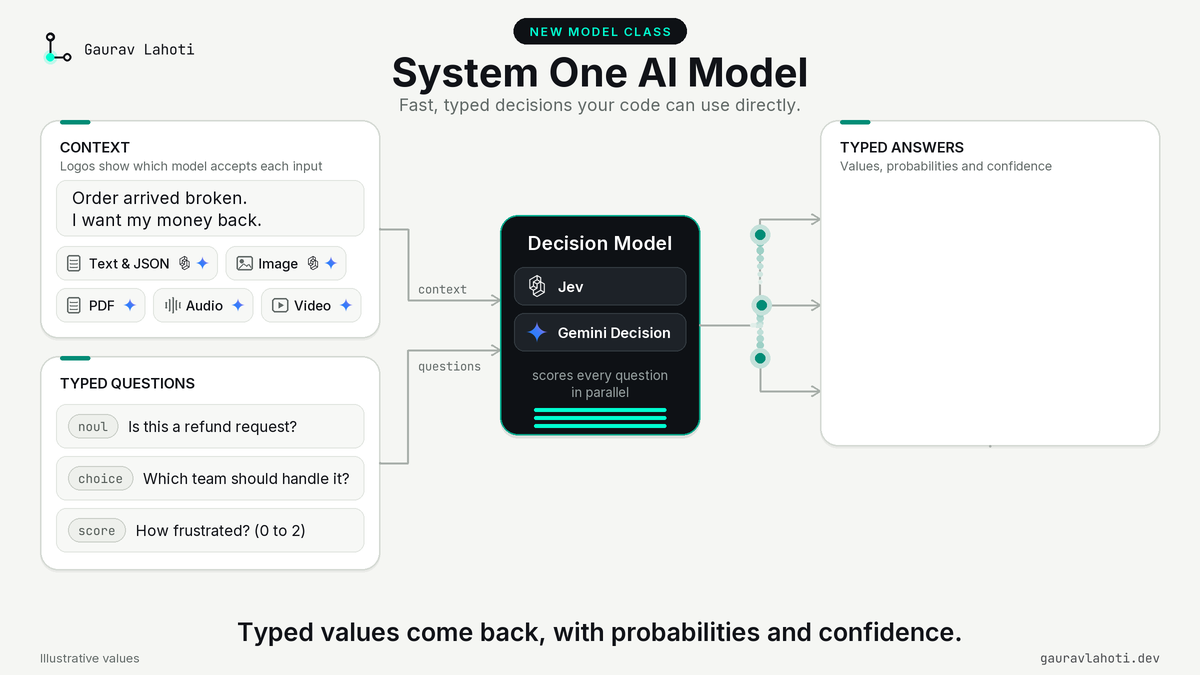 Gaurav Lahoti
NEW MODEL CLASS
System One AI Model
Fast, typed decisions your code can use directly.
CONTEXT
Logos show which model accepts each input
Order arrived broken.
I want my money back.
Text & JSON
Image
PDF
Audio
Video
TYPED QUESTIONS
noul Is this a refund request?
choice Which team should handle it?
score How frustrated? (0 to 2)
context
questions
Decision Model
Jev
Gemini Decision
scores every question
in parallel
TYPED ANSWERS
Values, probabilities and confidence
Typed values come back, with probabilities and confidence.
Illustrative values
gauravlahoti.dev